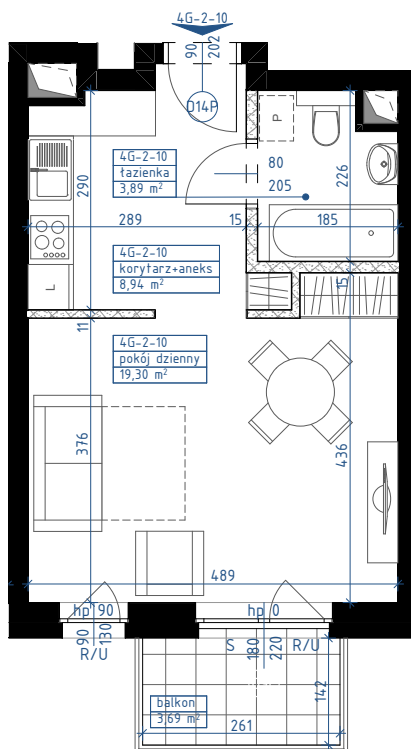 4G-2-10
90
202
D14P
P
4G-2-10
łazienka
3,89 m²
80
205
226
290
289
15
185
4G-2-10
korytarz+aneks
8,94 m²
L
15
11
4G-2-10
pokój dzienny
19,30 m²
376
436
489
hp 90
hp 0
90
130
R/U
S
180
220
R/U
142
balkon
3,69 m²
261